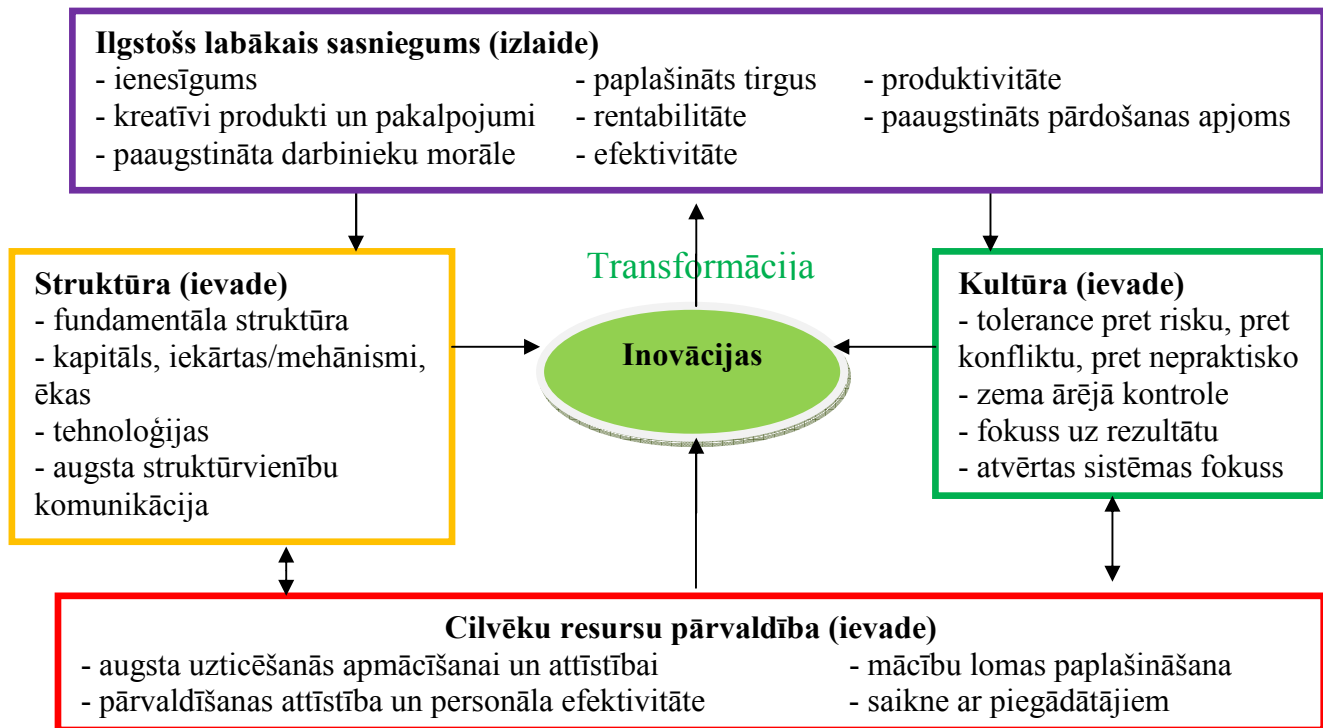 Ilgstošs labākais sasniegums (izlaide)
- ienesīgums - paplašināts tirgus - produktivitāte
- kreatīvi produkti un pakalpojumi - rentabilitāte - paaugstināts pārdošanas apjoms
- paaugstināta darbinieku morāle - efektivitāte
Transformācija
Struktūra (ievade)
- fundamentāla struktūra
- kapitāls, iekārtas/mehānismi,
ēkas
- tehnoloģijas
- augsta struktūrvienību
komunikācija
Inovācijas
Kultūra (ievade)
- tolerance pret risku, pret
konfliktu, pret nepraktisko
- zema ārējā kontrole
- fokuss uz rezultātu
- atvērtas sistēmas fokuss
Cilvēku resursu pārvaldība (ievade)
- augsta uzticēšanās apmācīšanai un attīstībai - mācību lomas paplašināšana
- pārvaldīšanas attīstība un personāla efektivitāte - saikne ar piegādātājiem